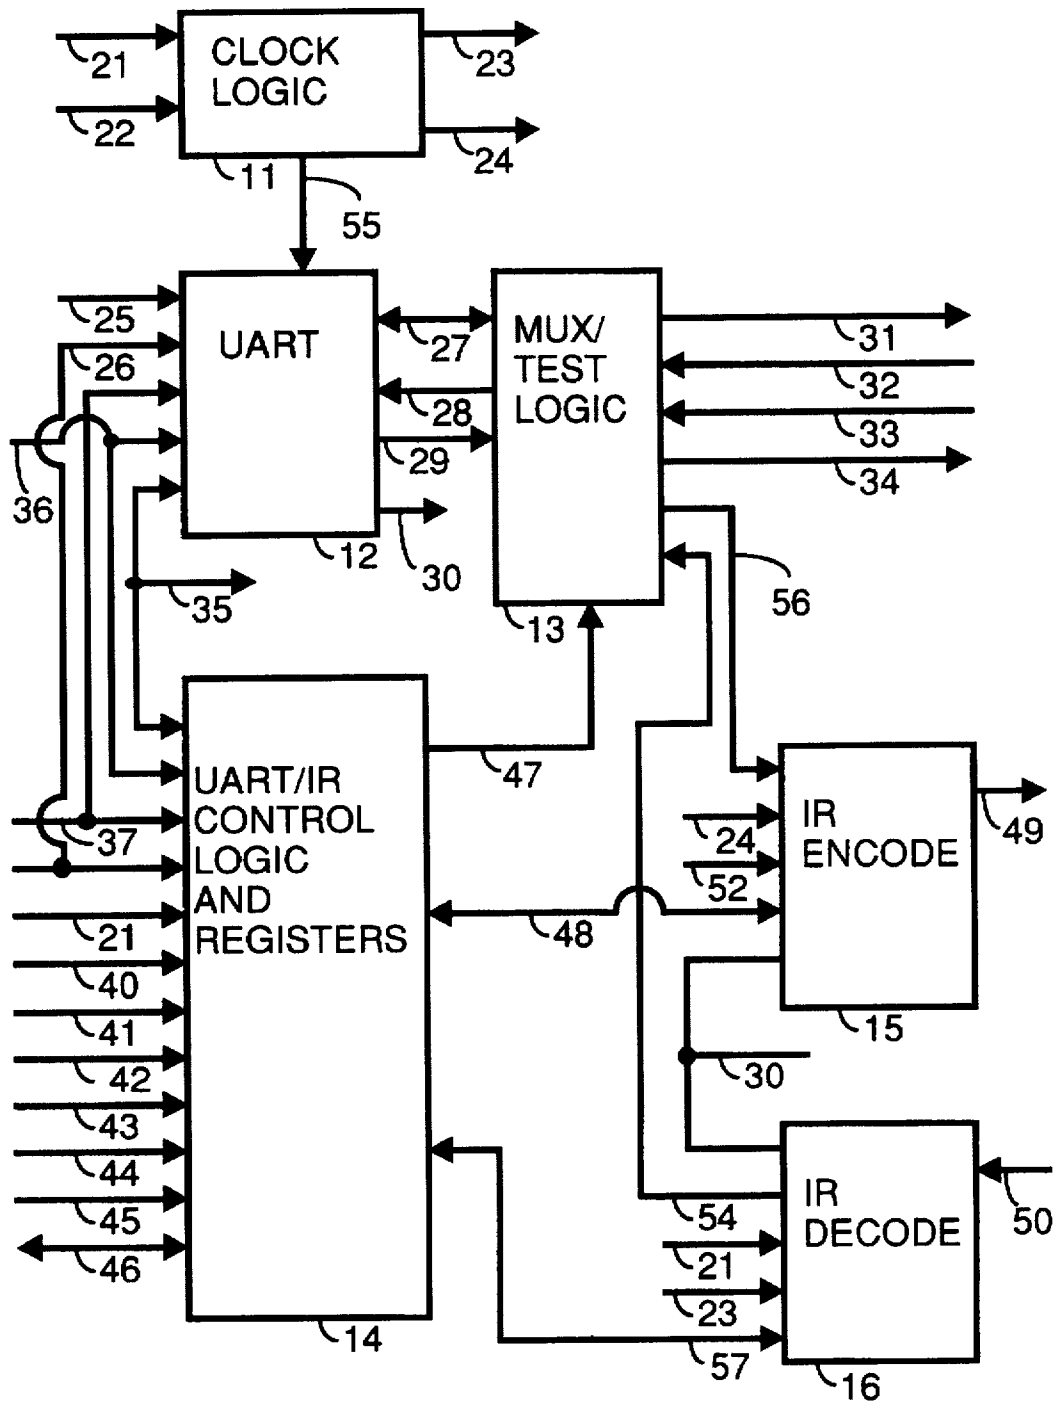 CLOCK
LOGIC
21
22
23
24
11
55
UART
25
26
36
27
28
29
12
30
35
MUX/
TEST
LOGIC
31
32
33
34
13
56
UART/IR
CONTROL
LOGIC
AND
REGISTERS
37
21
40
41
42
43
44
45
46
14
47
48
IR
ENCODE
24
52
49
15
30
IR
DECODE
54
21
23
57
50
16